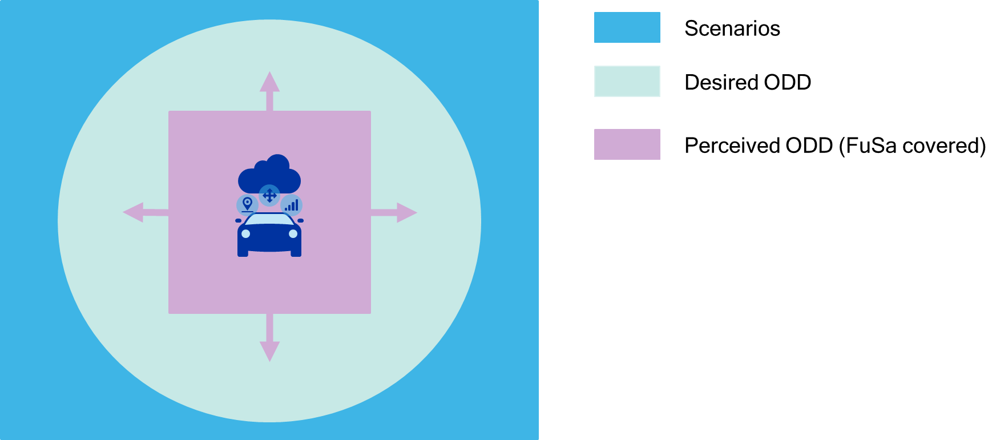 Scenarios
Desired ODD
Perceived ODD (FuSa covered)